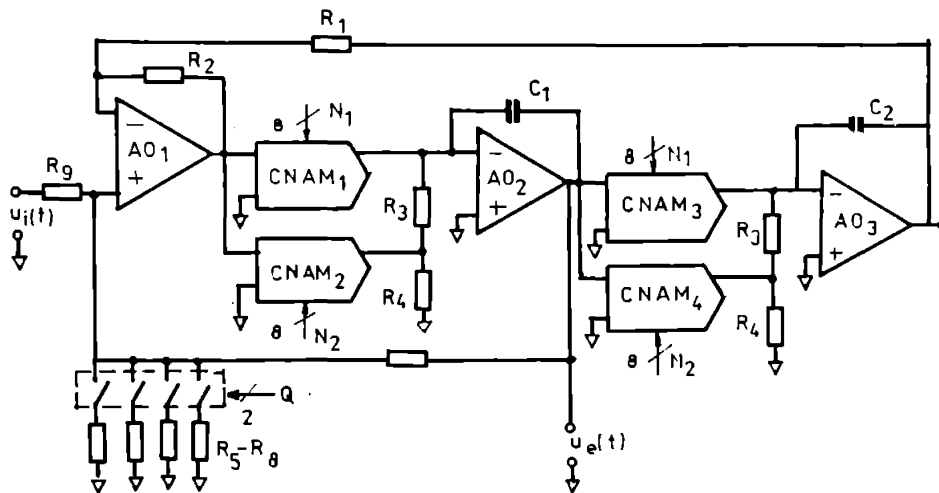 R1
R2
C1
C2
8 N1
8 N1
− AO1 +
CNAM1
− AO2 +
CNAM3
− AO3 +
R9
ui(t)
R3
R3
CNAM2
CNAM4
R4
R4
8 N2
8 N2
Q
2
R5-R8
ue(t)